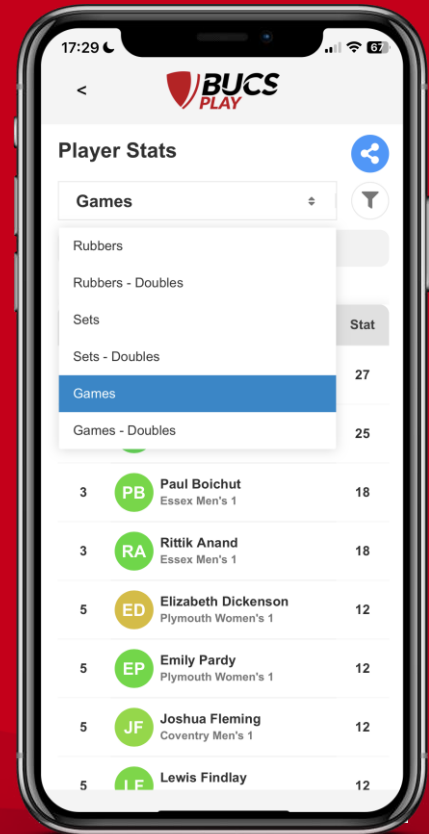 17:29
67
<
BUCS
PLAY
Player Stats
Games
Rubbers
Rubbers - Doubles
Sets
Sets - Doubles
Games
Games - Doubles
Stat
27
25
3 PB Paul Boichut 18
Essex Men's 1
3 RA Rittik Anand 18
Essex Men's 1
5 ED Elizabeth Dickenson 12
Plymouth Women's 1
5 EP Emily Pardy 12
Plymouth Women's 1
5 JF Joshua Fleming 12
Coventry Men's 1
5 LF Lewis Findlay 12